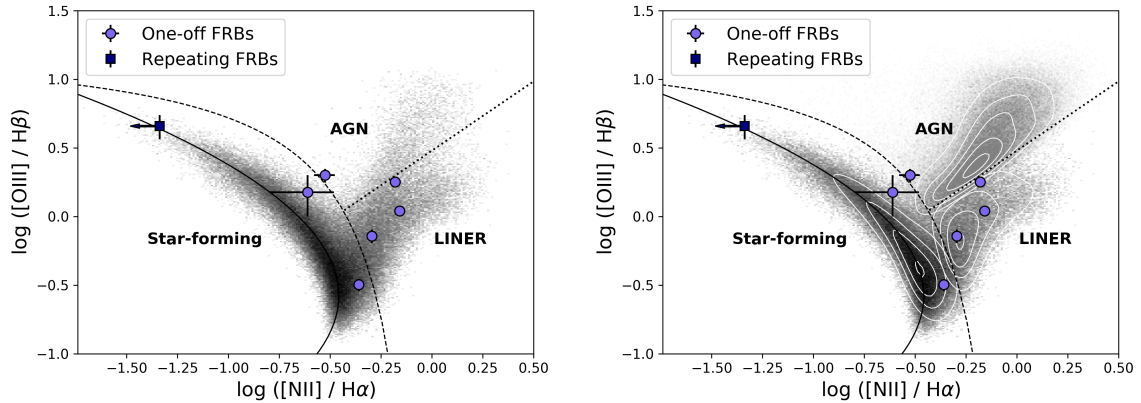 1.5
1.0
0.5
0.0
−0.5
−1.0
log ([OIII] / Hβ)
One-off FRBs
Repeating FRBs
AGN
Star-forming
LINER
−1.50 −1.25 −1.00 −0.75 −0.50 −0.25 0.00 0.25 0.50
log ([NII] / Hα)
1.5
1.0
0.5
0.0
−0.5
−1.0
log ([OIII] / Hβ)
One-off FRBs
Repeating FRBs
AGN
Star-forming
LINER
−1.50 −1.25 −1.00 −0.75 −0.50 −0.25 0.00 0.25 0.50
log ([NII] / Hα)